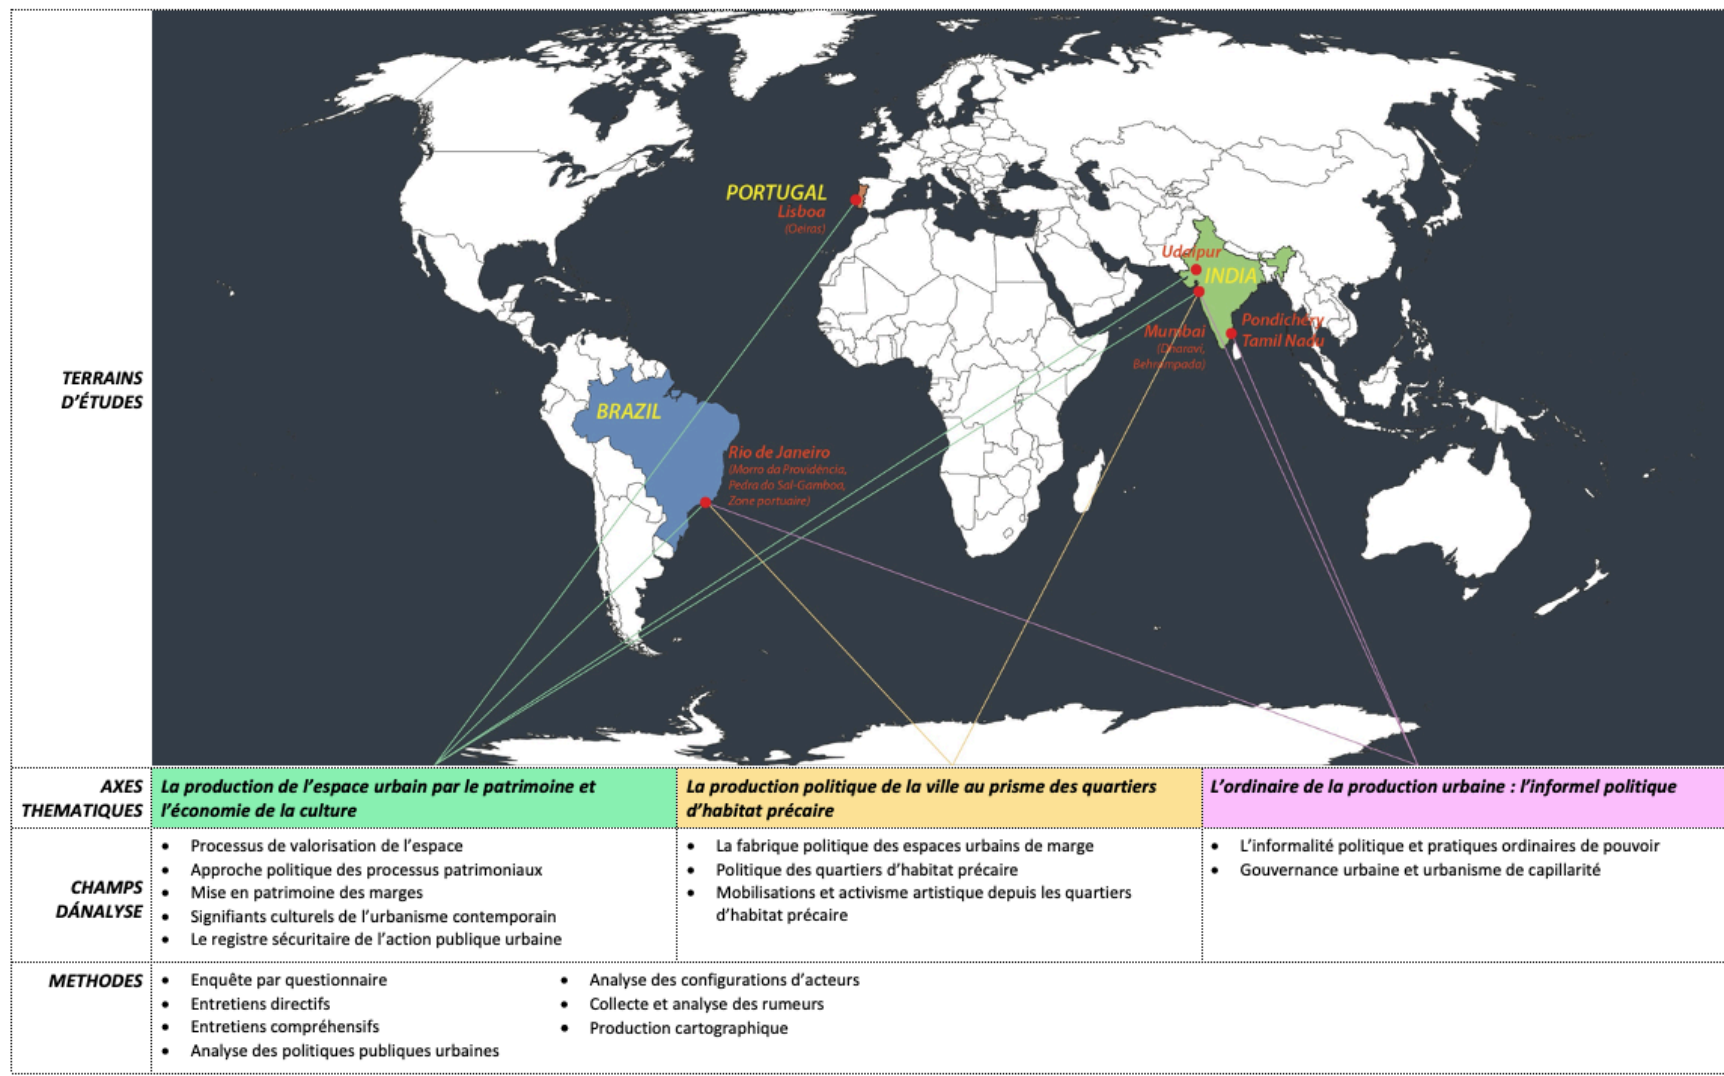 PORTUGAL
Lisboa
(Oeiras)
Udaipur
INDIA
Mumbai
(Dharavi,
Behrampada)
Pondichéry
Tamil Nadu
BRAZIL
Rio de Janeiro
(Morro da Providência,
Pedra do Sal-Gamboa,
Zone portuaire)
TERRAINS
D’ÉTUDES
AXES
THEMATIQUES
La production de l’espace urbain par le patrimoine et
l’économie de la culture
La production politique de la ville au prisme des quartiers
d’habitat précaire
L’ordinaire de la production urbaine : l’informel politique
CHAMPS
DÁNALYSE
• Processus de valorisation de l’espace
• Approche politique des processus patrimoniaux
• Mise en patrimoine des marges
• Signifiants culturels de l’urbanisme contemporain
• Le registre sécuritaire de l’action publique urbaine
• La fabrique politique des espaces urbains de marge
• Politique des quartiers d’habitat précaire
• Mobilisations et activisme artistique depuis les quartiers
d’habitat précaire
• L’informalité politique et pratiques ordinaires de pouvoir
• Gouvernance urbaine et urbanisme de capillarité
METHODES
• Enquête par questionnaire
• Entretiens directifs
• Entretiens compréhensifs
• Analyse des politiques publiques urbaines
• Analyse des configurations d’acteurs
• Collecte et analyse des rumeurs
• Production cartographique